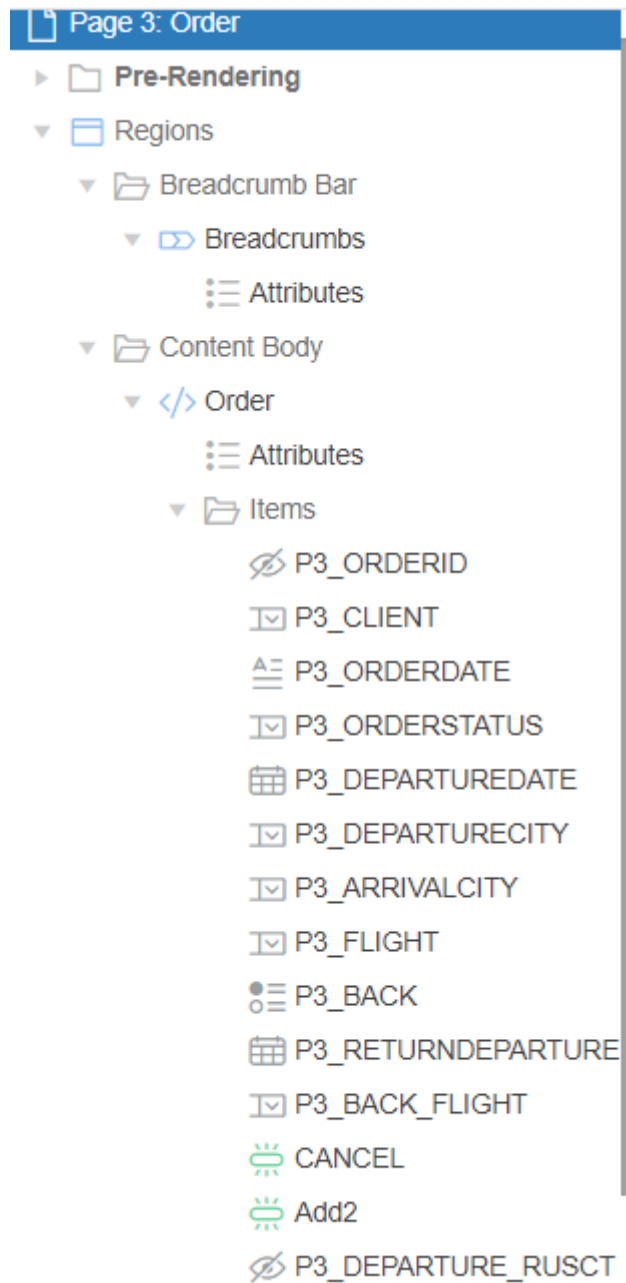 Page 3: Order
Pre-Rendering
Regions
Breadcrumb Bar
Breadcrumbs
Attributes
Content Body
Order
Attributes
Items
P3_ORDERID
P3_CLIENT
P3_ORDERDATE
P3_ORDERSTATUS
P3_DEPARTUREDATE
P3_DEPARTURECITY
P3_ARRIVALCITY
P3_FLIGHT
P3_BACK
P3_RETURNDEPARTURE
P3_BACK_FLIGHT
CANCEL
Add2
P3_DEPARTURE_RUSCT